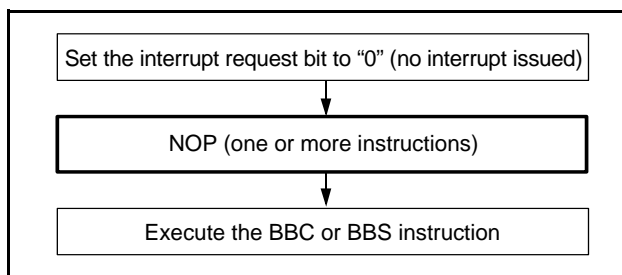 Set the interrupt request bit to “0” (no interrupt issued)
NOP (one or more instructions)
Execute the BBC or BBS instruction